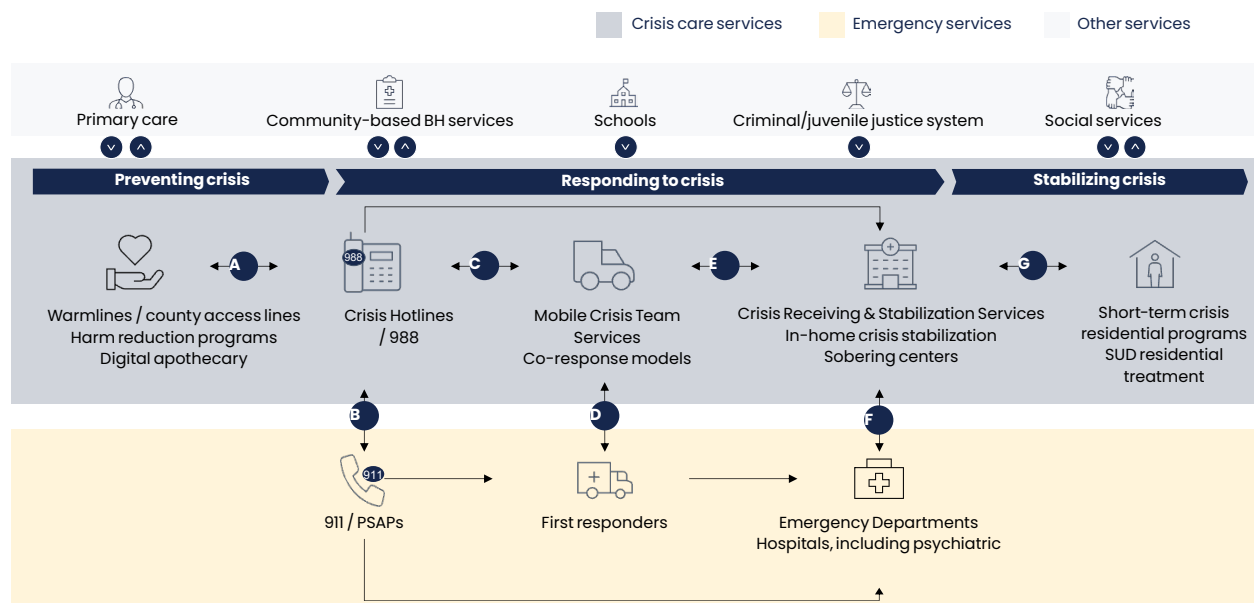 Crisis care services
Emergency services
Other services
Primary care
Community-based BH services
Schools
Criminal/juvenile justice system
Social services
Preventing crisis
Responding to crisis
Stabilizing crisis
988
A
C
E
G
Warmlines / county access lines
Harm reduction programs
Digital apothecary
Crisis Hotlines
/ 988
Mobile Crisis Team
Services
Co-response models
Crisis Receiving & Stabilization Services
In-home crisis stabilization
Sobering centers
Short-term crisis
residential programs
SUD residential
treatment
B
D
F
911
911 / PSAPs
First responders
Emergency Departments
Hospitals, including psychiatric